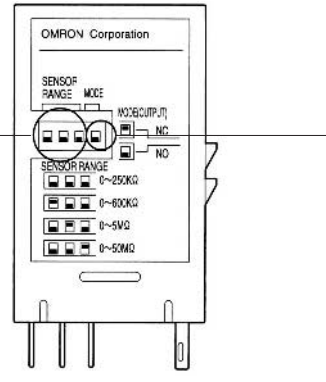 OMRON Corporation
SENSOR
RANGE MODE
MODE(OUTPUT)
NC
NO
SENSOR RANGE
0~250KΩ
0~600KΩ
0~5MΩ
0~50MΩ